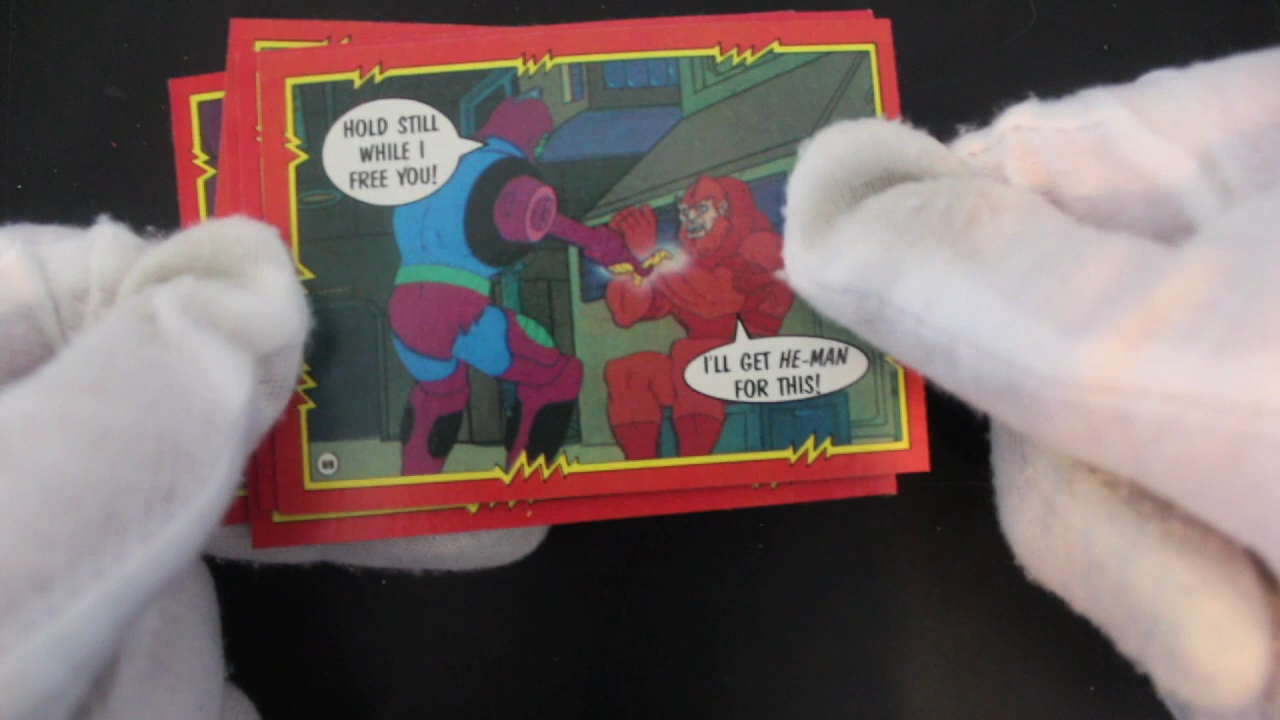 HOLD STILL
WHILE I
FREE YOU!
I'LL GET HE-MAN
FOR THIS!